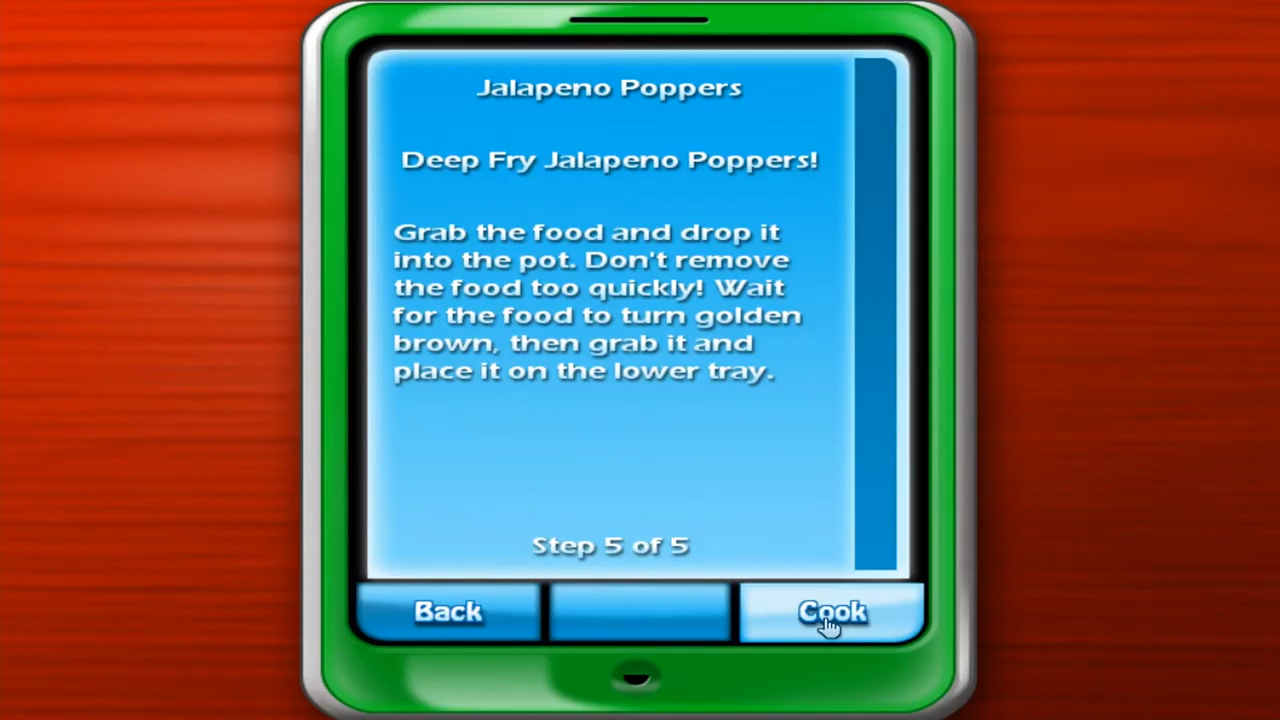 Jalapeno Poppers
Deep Fry Jalapeno Poppers!
Grab the food and drop it
into the pot. Don't remove
the food too quickly! Wait
for the food to turn golden
brown, then grab it and
place it on the lower tray.
Step 5 of 5
Back
Cook